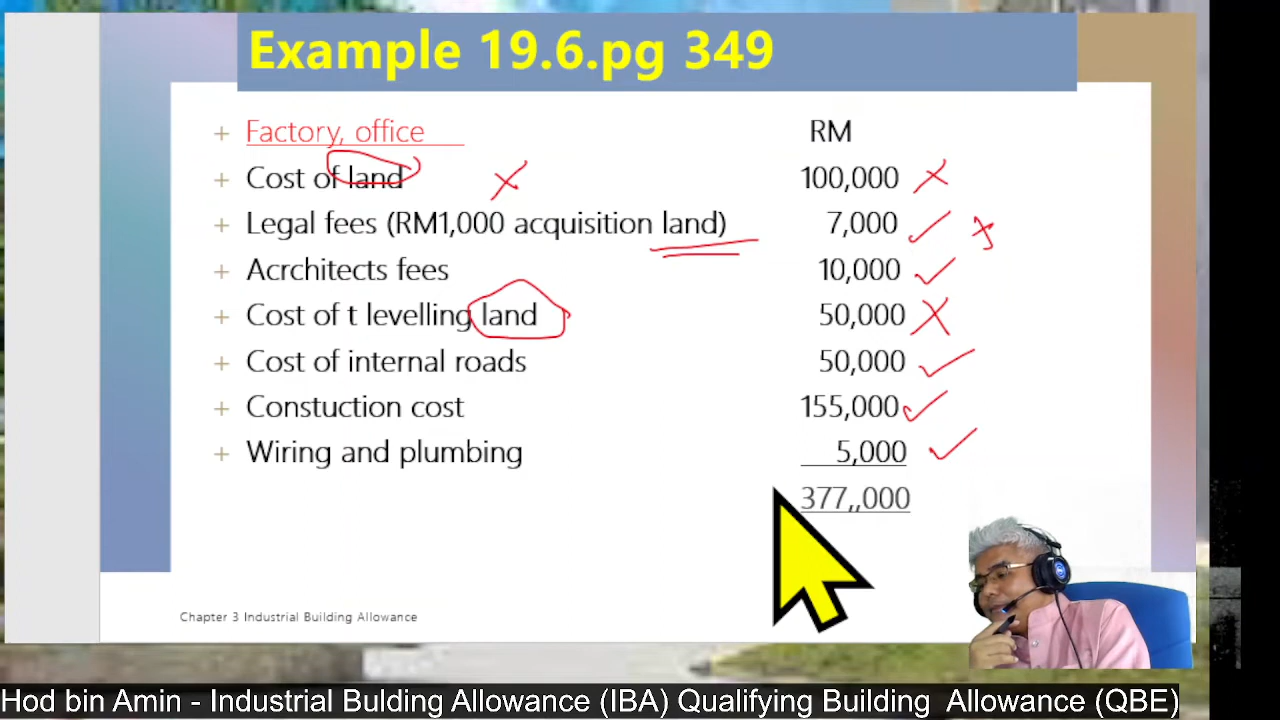 Example 19.6.pg 349
+ Factory, office RM
+ Cost of land 100,000
+ Legal fees (RM1,000 acquisition land) 7,000
+ Acrchitects fees 10,000
+ Cost of t levelling land 50,000
+ Cost of internal roads 50,000
+ Constuction cost 155,000
+ Wiring and plumbing 5,000
377,,000
Chapter 3 Industrial Building Allowance
Hod bin Amin - Industrial Bulding Allowance (IBA) Qualifying Building Allowance (QBE)